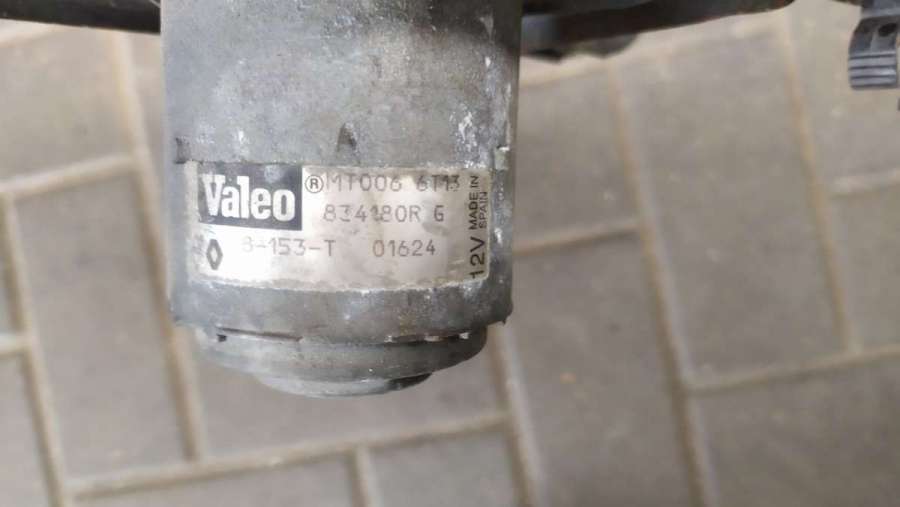 Valeo ® MT006 6T13
834180R G
8-153-T 01624
12V MADE IN SPAIN